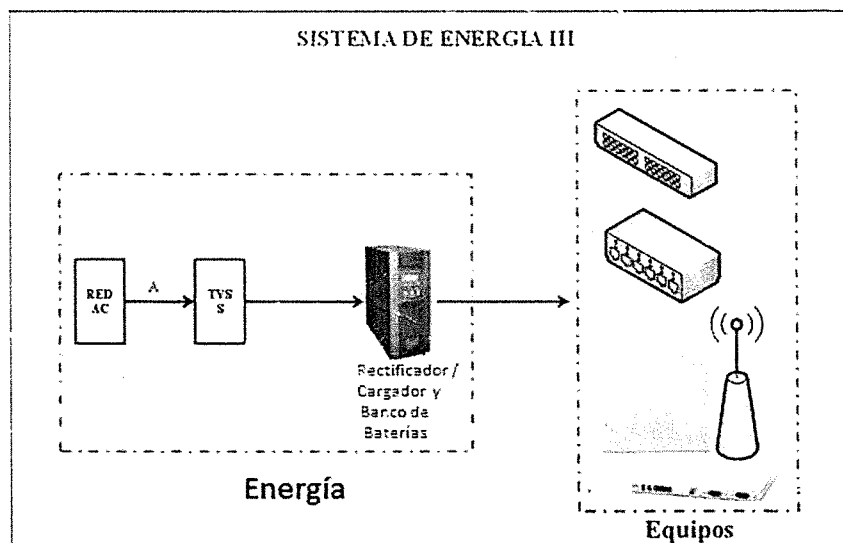 SISTEMA DE ENERGIA III
RED
AC
A
TVS
S
Rectificador /
Cargador y
Banco de
Baterías
Energía
Equipos